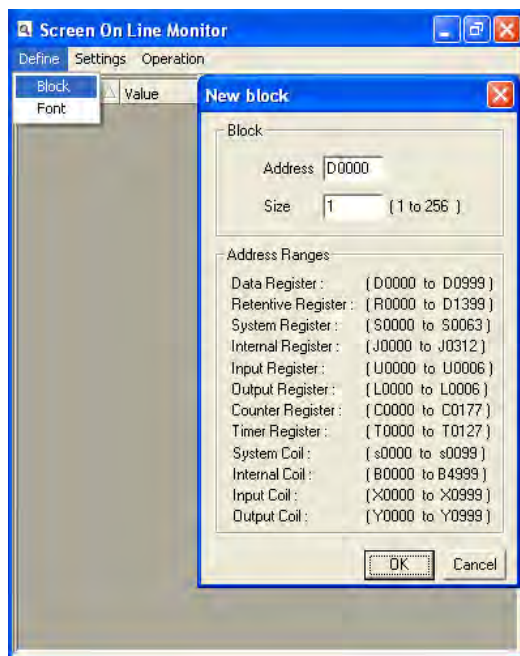 Screen On Line Monitor
Define Settings Operation
Block
Font
Value
New block
Block
Address D0000
Size 1 ( 1 to 256 )
Address Ranges
Data Register : ( D0000 to D0999 )
Retentive Register : ( R0000 to D1399 )
System Register : ( S0000 to S0063 )
Internal Register : ( J0000 to J0312 )
Input Register : ( U0000 to U0006 )
Output Register : ( L0000 to L0006 )
Counter Register : ( C0000 to C0177 )
Timer Register : ( T0000 to T0127 )
System Coil : ( s0000 to s0099 )
Internal Coil : ( B0000 to B4999 )
Input Coil : ( X0000 to X0999 )
Output Coil : ( Y0000 to Y0999 )
OK Cancel